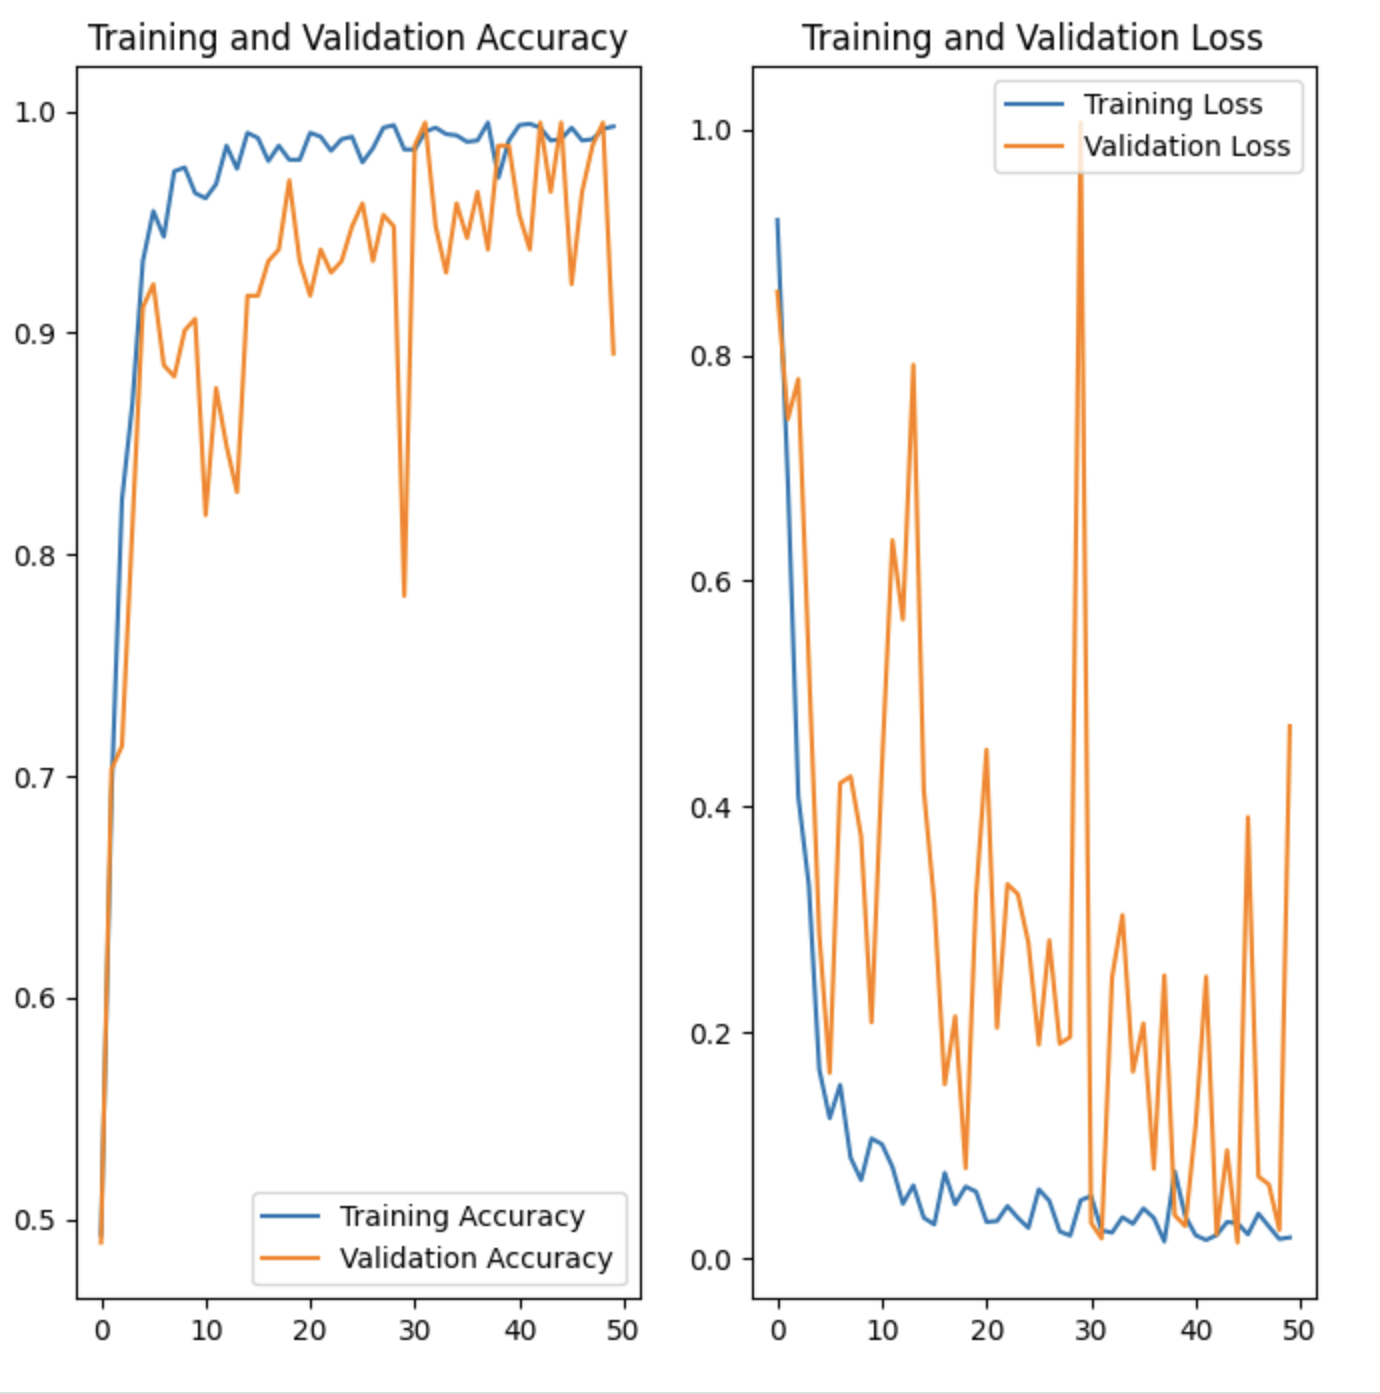 Training and Validation Accuracy
1.0
0.9
0.8
0.7
0.6
0.5
Training Accuracy
Validation Accuracy
0 10 20 30 40 50
Training and Validation Loss
Training Loss
Validation Loss
1.0
0.8
0.6
0.4
0.2
0.0
0 10 20 30 40 50